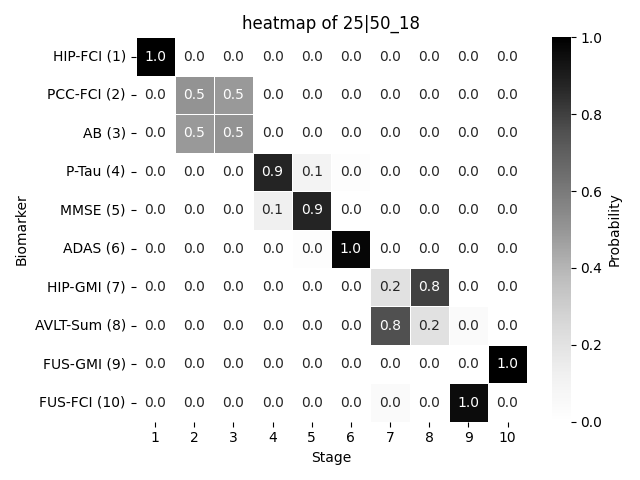 heatmap of 25|50_18
HIP-FCI (1) 1.0 0.0 0.0 0.0 0.0 0.0 0.0 0.0 0.0 0.0
PCC-FCI (2) 0.0 0.5 0.5 0.0 0.0 0.0 0.0 0.0 0.0 0.0
AB (3) 0.0 0.5 0.5 0.0 0.0 0.0 0.0 0.0 0.0 0.0
P-Tau (4) 0.0 0.0 0.0 0.9 0.1 0.0 0.0 0.0 0.0 0.0
MMSE (5) 0.0 0.0 0.0 0.1 0.9 0.0 0.0 0.0 0.0 0.0
ADAS (6) 0.0 0.0 0.0 0.0 0.0 1.0 0.0 0.0 0.0 0.0
HIP-GMI (7) 0.0 0.0 0.0 0.0 0.0 0.0 0.2 0.8 0.0 0.0
AVLT-Sum (8) 0.0 0.0 0.0 0.0 0.0 0.0 0.8 0.2 0.0 0.0
FUS-GMI (9) 0.0 0.0 0.0 0.0 0.0 0.0 0.0 0.0 0.0 1.0
FUS-FCI (10) 0.0 0.0 0.0 0.0 0.0 0.0 0.0 0.0 1.0 0.0
1 2 3 4 5 6 7 8 9 10
Stage
Biomarker
1.0
0.8
0.6
0.4
0.2
0.0
Probability